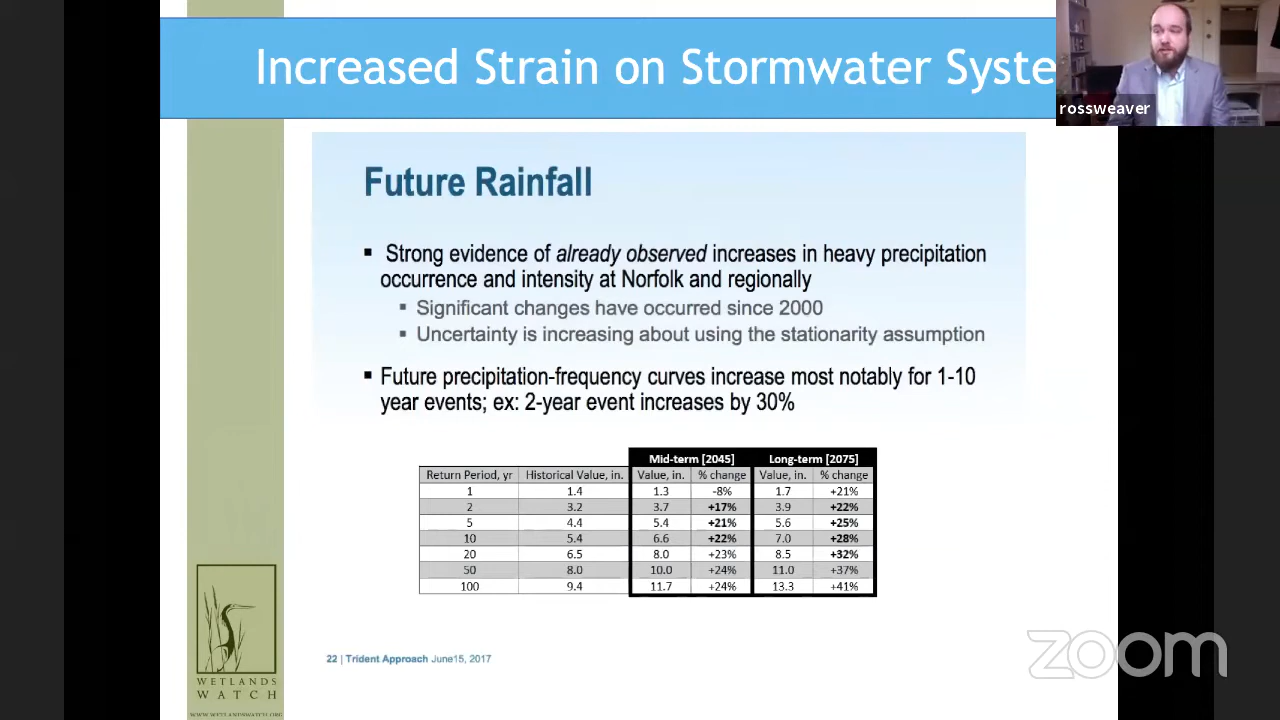 Increased Strain on Stormwater Syste
rossweaver
Future Rainfall
▪ Strong evidence of already observed increases in heavy precipitation
occurrence and intensity at Norfolk and regionally
▪ Significant changes have occurred since 2000
▪ Uncertainty is increasing about using the stationarity assumption
▪ Future precipitation-frequency curves increase most notably for 1-10
year events; ex: 2-year event increases by 30%
Mid-term [2045] Long-term [2075]
Return Period, yr Historical Value, in. Value, in. % change Value, in. % change
1 1.4 1.3 -8% 1.7 +21%
2 3.2 3.7 +17% 3.9 +22%
5 4.4 5.4 +21% 5.6 +25%
10 5.4 6.6 +22% 7.0 +28%
20 6.5 8.0 +23% 8.5 +32%
50 8.0 10.0 +24% 11.0 +37%
100 9.4 11.7 +24% 13.3 +41%
22 | Trident Approach June15, 2017
WETLANDS
WATCH
WWW.WETLANDSWATCH.ORG
zoom